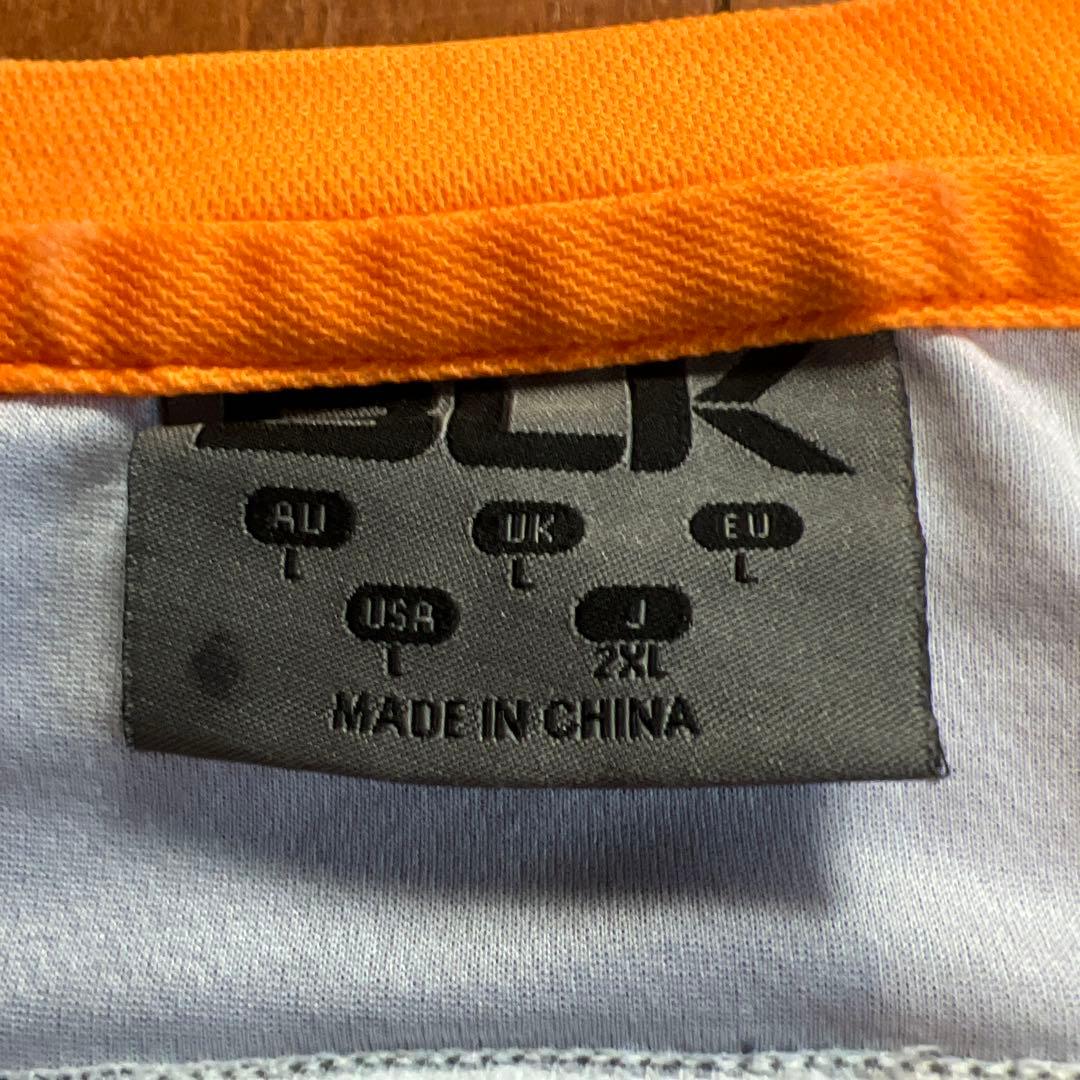 BLK
AU UK EU
L L L
USA J
L 2XL
MADE IN CHINA